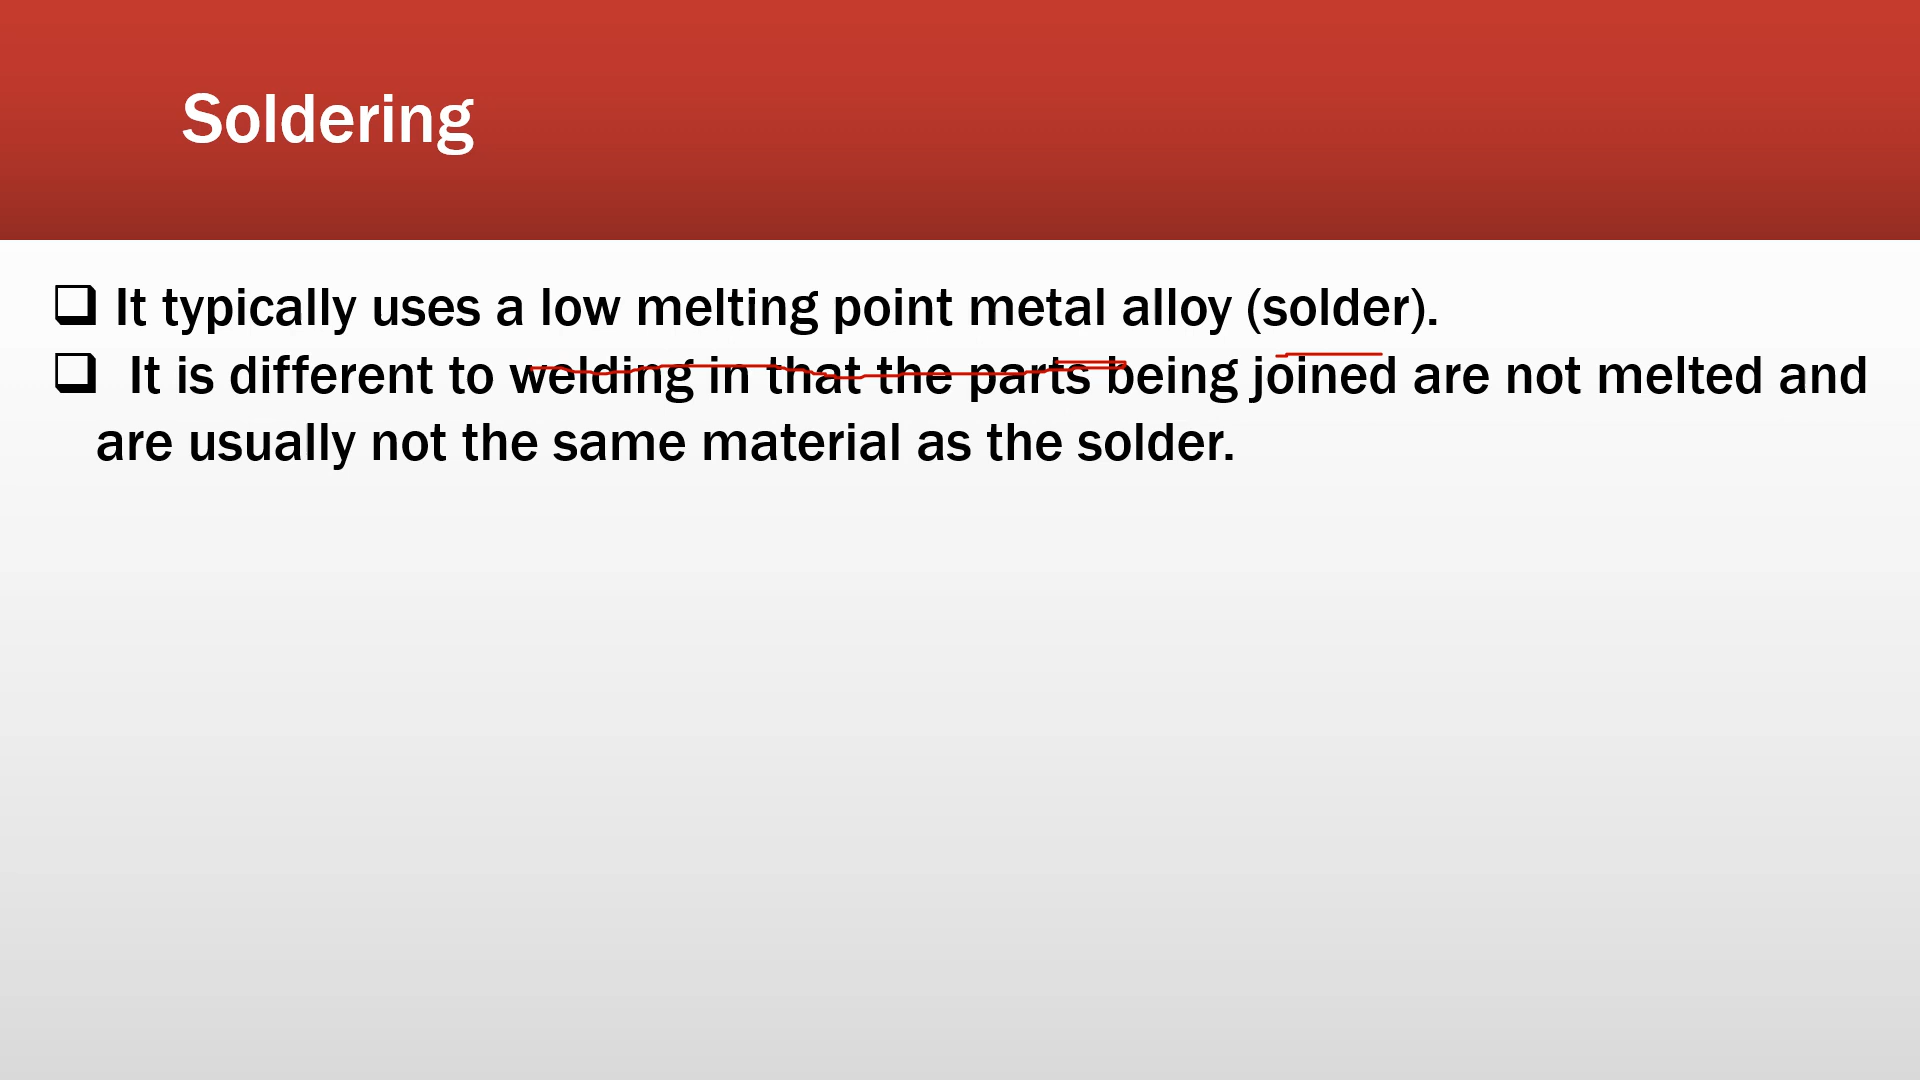 Soldering
❑ It typically uses a low melting point metal alloy (solder).
❑ It is different to welding in that the parts being joined are not melted and
are usually not the same material as the solder.